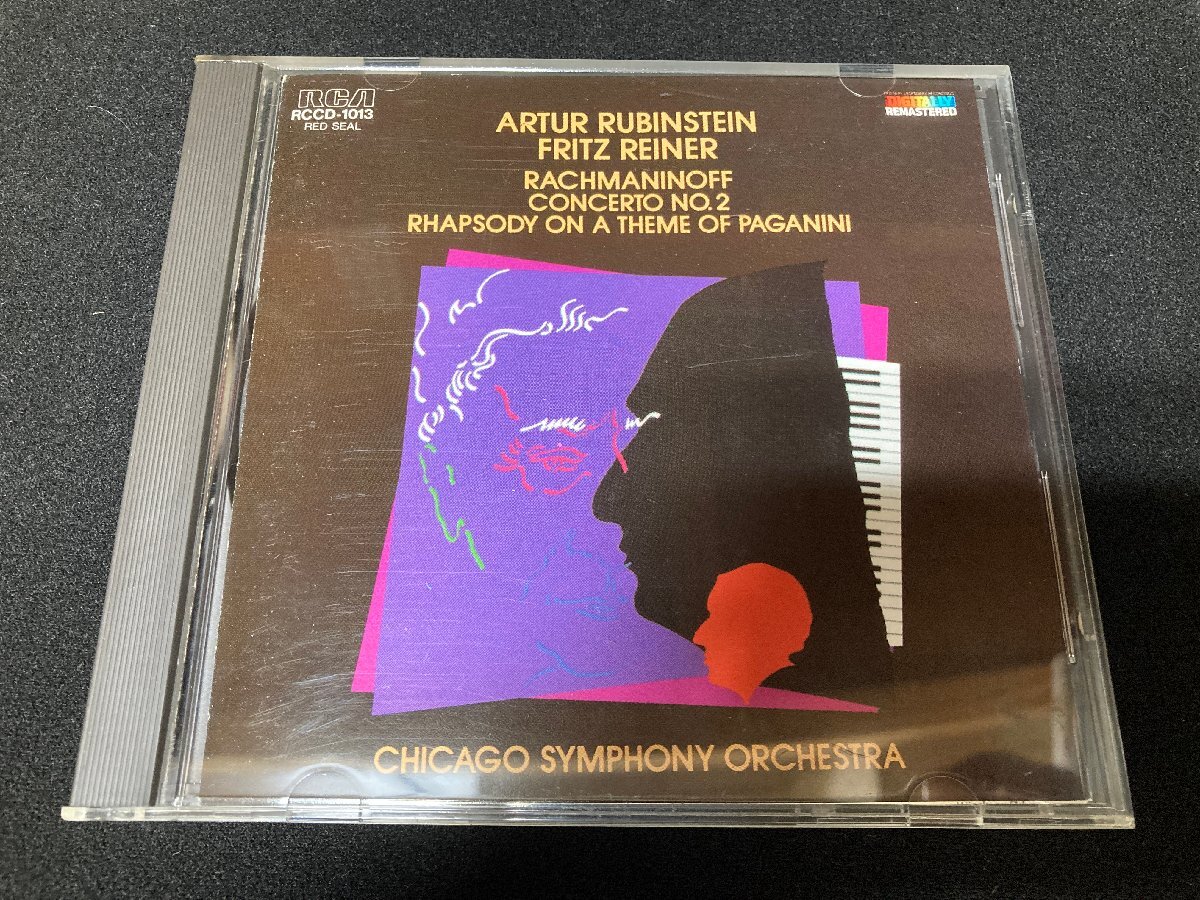 RCA
RCCD-1013
RED SEAL
DIGITALLY
REMASTERED
ARTUR RUBINSTEIN
FRITZ REINER
RACHMANINOFF
CONCERTO NO.2
RHAPSODY ON A THEME OF PAGANINI
CHICAGO SYMPHONY ORCHESTRA